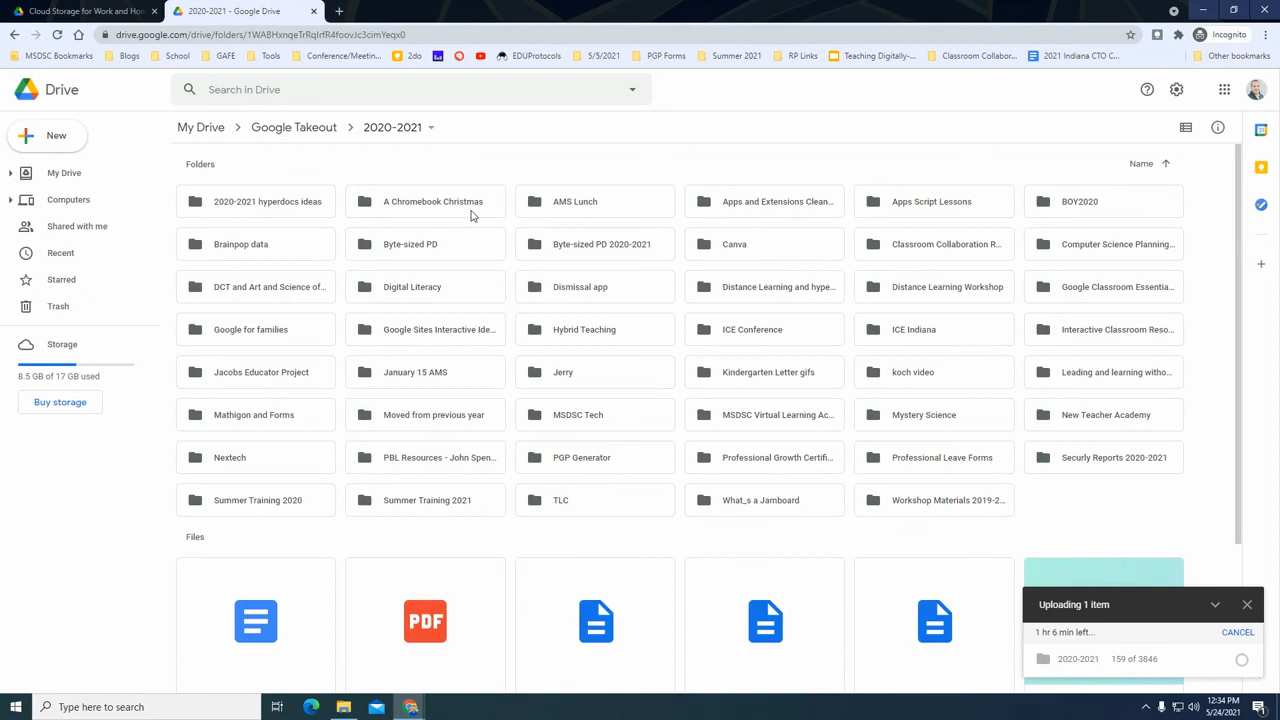 Cloud Storage for Work and Hom
2020-2021 - Google Drive
drive.google.com/drive/folders/1WABHxnqeTrRqIrfR4foovJc3cimYeqx0
Incognito
MSDSC Teaching Apps
Blogs
School
GAFE
Tools
Conference/Meetin...
2do
EDUProtocols
5/5/2021
PGP Forms
Summer 2021
RP Links
Teaching Digitally-...
Classroom Collabor...
2021 Indiana CTO C...
Other bookmarks
Drive
Search in Drive
New
My Drive
Google Takeout
2020-2021
My Drive
Computers
Shared with me
Recent
Starred
Trash
Storage
8.5 GB of 17 GB used
Buy storage
Folders
Name
2020-2021 hyperdocs ideas
A Chromebook Christmas
AMS Lunch
Apps and Extensions Clean...
Apps Script Lessons
BOY2020
Brainpop data
Byte-sized PD
Byte-sized PD 2020-2021
Canva
Classroom Collaboration R...
Computer Science Planning...
DCT and Art and Science of...
Digital Literacy
Dismissal app
Distance Learning and hype...
Distance Learning Workshop
Google Classroom Essentia...
Google for families
Google Sites Interactive Ide...
Hybrid Teaching
ICE Conference
ICE Indiana
Interactive Classroom Reso...
Jacobs Educator Project
January 15 AMS
Jerry
Kindergarten Letter gifs
koch video
Leading and learning witho...
Mathigon and Forms
Moved from previous year
MSDSC Tech
MSDSC Virtual Learning Ac...
Mystery Science
New Teacher Academy
Nextech
PBL Resources - John Spen...
PGP Generator
Professional Growth Certifi...
Professional Leave Forms
Securly Reports 2020-2021
Summer Training 2020
Summer Training 2021
TLC
What_s a Jamboard
Workshop Materials 2019-2...
Files
PDF
Uploading 1 item
1 hr 6 min left...
CANCEL
2020-2021
159 of 3846
Type here to search
12:34 PM
5/24/2021